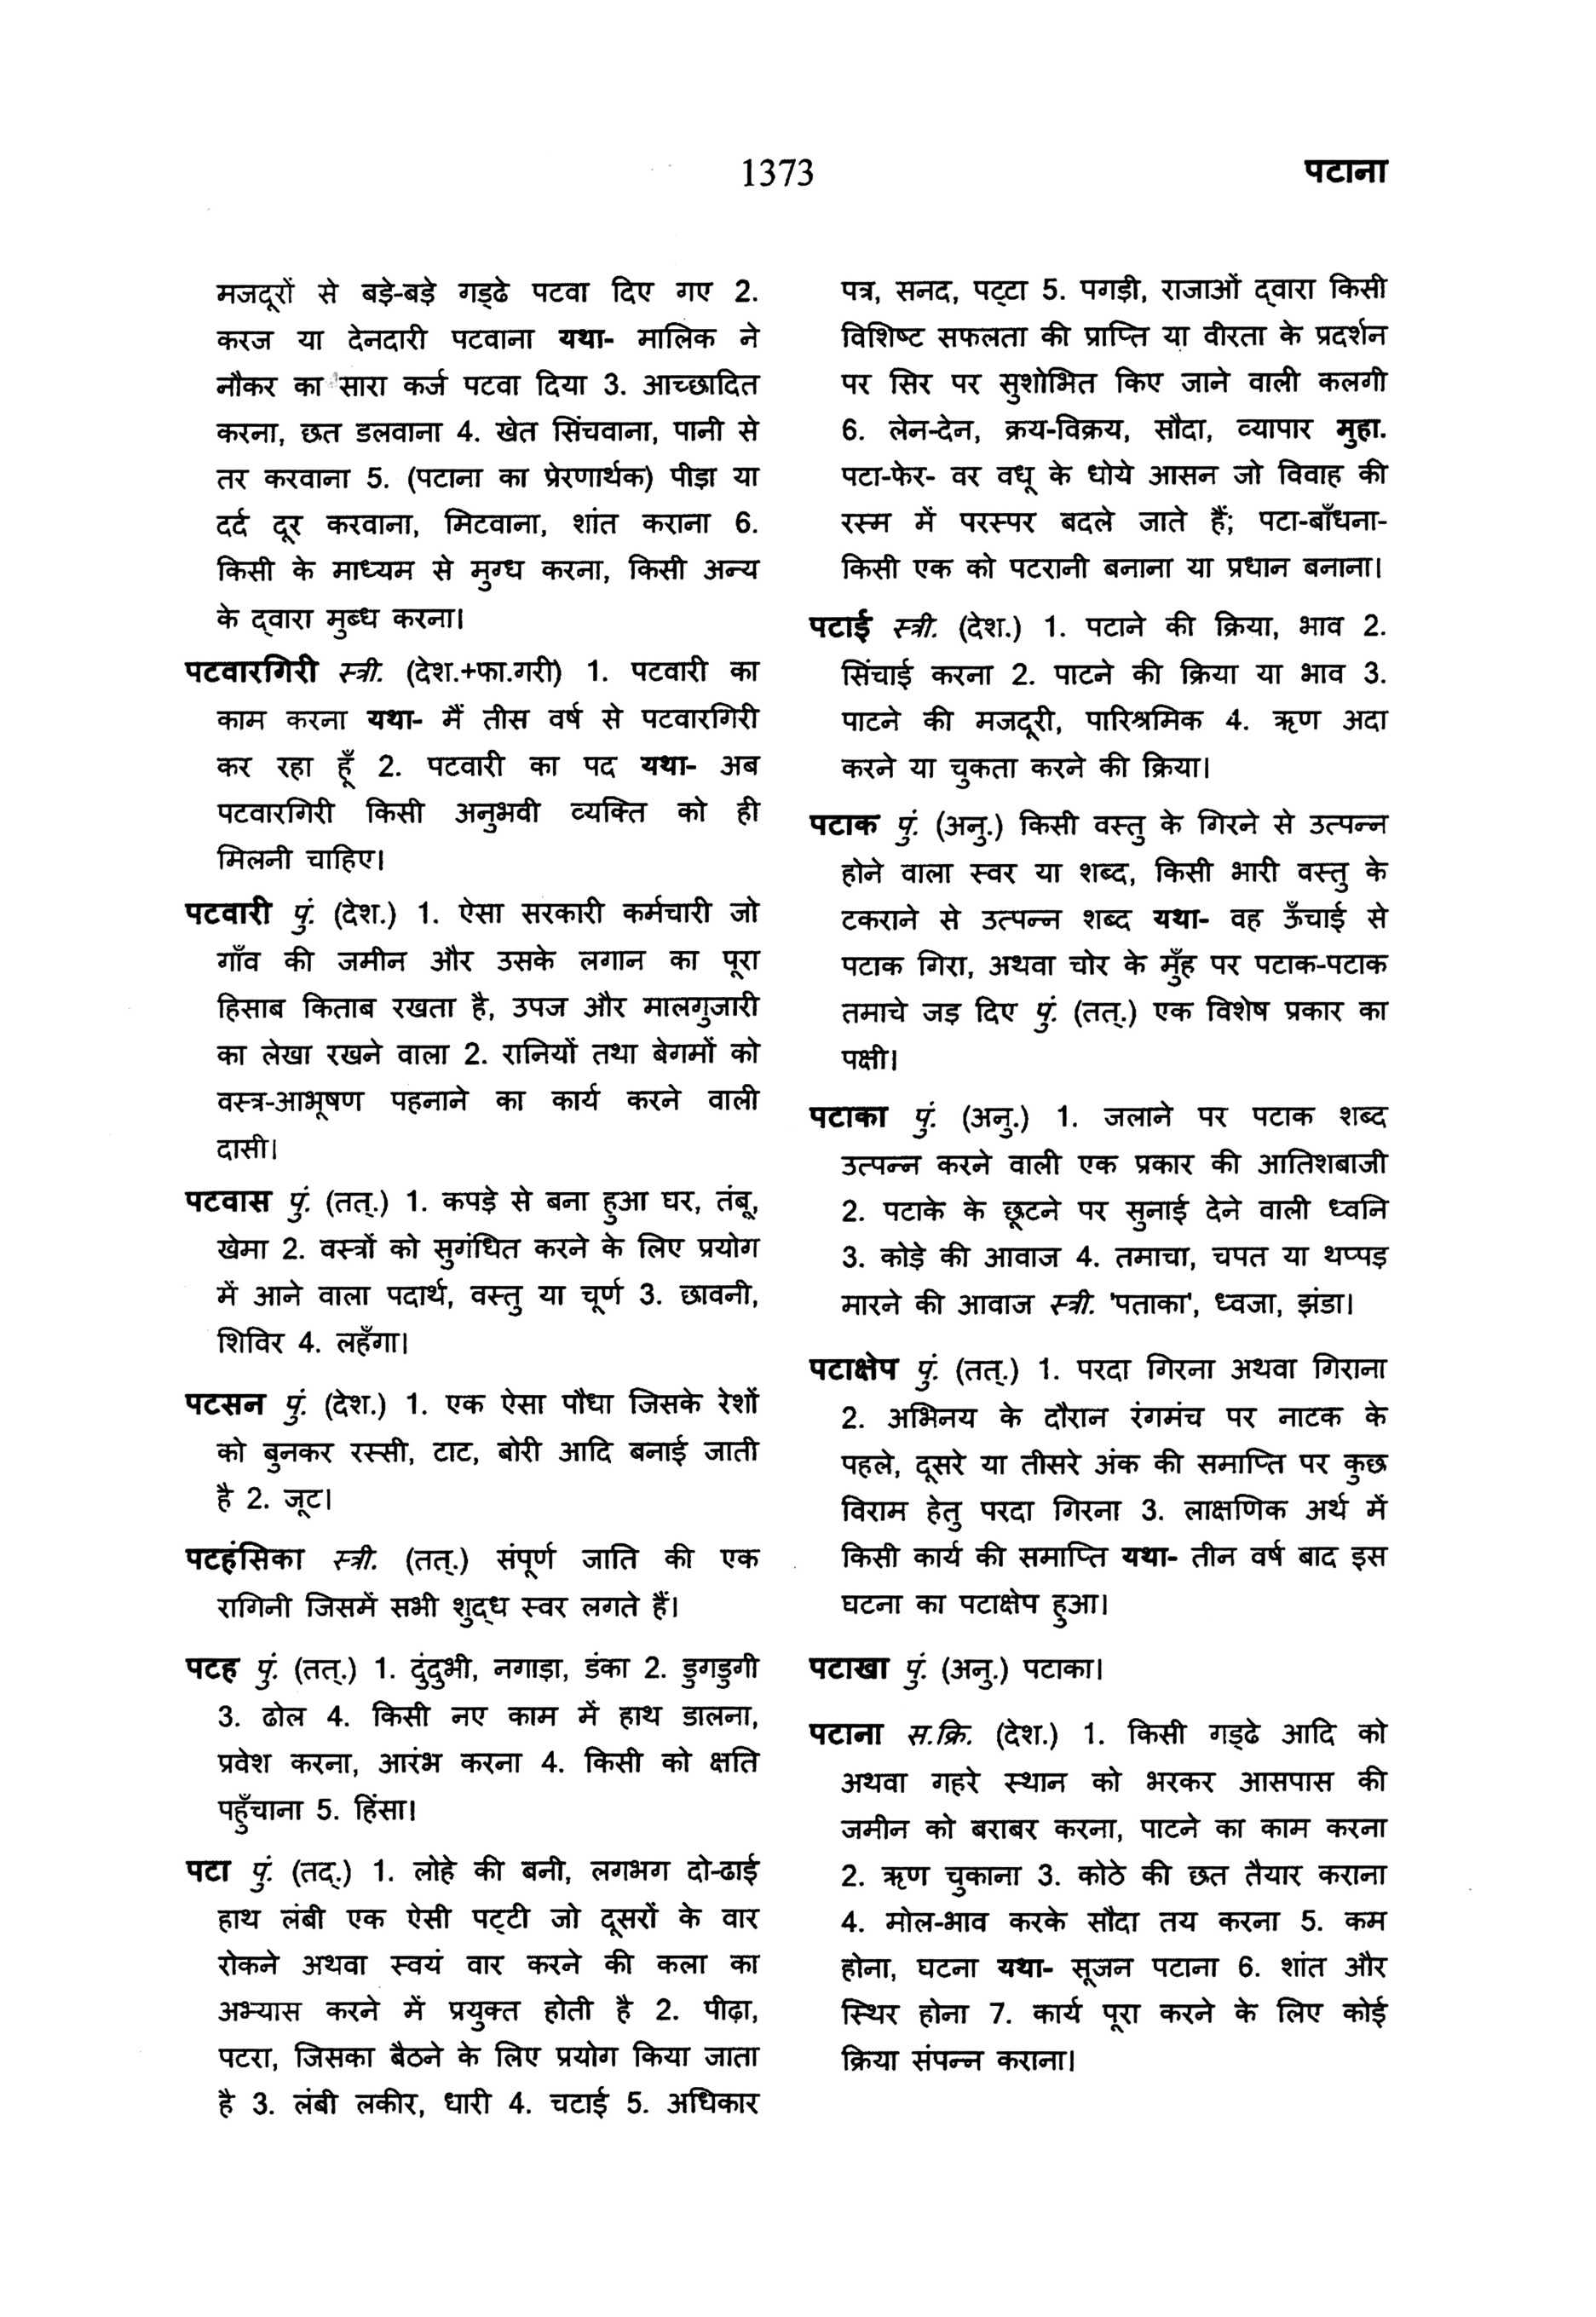 1373
पटाना
मजदूरों से बड़े-बड़े गड्ढे पटवा दिए गए 2.
करज या देनदारी पटवाना यथा- मालिक ने
नौकर का सारा कर्ज पटवा दिया 3. आच्छादित
करना, छत डलवाना 4. खेत सिंचवाना, पानी से
तर करवाना 5. (पटाना का प्रेरणार्थक) पीड़ा या
दर्द दूर करवाना, मिटवाना, शांत कराना 6.
किसी के माध्यम से मुग्ध करना, किसी अन्य
के द्वारा मुब्ध करना।
पटवारगिरी स्त्री. (देश.+फा.गरी) 1. पटवारी का
काम करना यथा- मैं तीस वर्ष से पटवारगिरी
कर रहा हूँ 2. पटवारी का पद यथा- अब
पटवारगिरी किसी अनुभवी व्यक्ति को ही
मिलनी चाहिए।
पटवारी पुं. (देश.) 1. ऐसा सरकारी कर्मचारी जो
गाँव की जमीन और उसके लगान का पूरा
हिसाब किताब रखता है, उपज और मालगुजारी
का लेखा रखने वाला 2. रानियों तथा बेगमों को
वस्त्र-आभूषण पहनाने का कार्य करने वाली
दासी।
पटवास पुं. (तत्.) 1. कपड़े से बना हुआ घर, तंबू,
खेमा 2. वस्त्रों को सुगंधित करने के लिए प्रयोग
में आने वाला पदार्थ, वस्तु या चूर्ण 3. छावनी,
शिविर 4. लहँगा।
पटसन पुं. (देश.) 1. एक ऐसा पौधा जिसके रेशों
को बुनकर रस्सी, टाट, बोरी आदि बनाई जाती
है 2. जूट।
पटहंसिका स्त्री. (तत्.) संपूर्ण जाति की एक
रागिनी जिसमें सभी शुद्ध स्वर लगते हैं।
पटह पुं. (तत्.) 1. दुंदुभी, नगाड़ा, डंका 2. डुगडुगी
3. ढोल 4. किसी नए काम में हाथ डालना,
प्रवेश करना, आरंभ करना 4. किसी को क्षति
पहुँचाना 5. हिंसा।
पटा पुं. (तद्.) 1. लोहे की बनी, लगभग दो-ढाई
हाथ लंबी एक ऐसी पट्टी जो दूसरों के वार
रोकने अथवा स्वयं वार करने की कला का
अभ्यास करने में प्रयुक्त होती है 2. पीढ़ा,
पटरा, जिसका बैठने के लिए प्रयोग किया जाता
है 3. लंबी लकीर, धारी 4. चटाई 5. अधिकार
पत्र, सनद, पट्टा 5. पगड़ी, राजाओं द्वारा किसी
विशिष्ट सफलता की प्राप्ति या वीरता के प्रदर्शन
पर सिर पर सुशोभित किए जाने वाली कलगी
6. लेन-देन, क्रय-विक्रय, सौदा, व्यापार मुहा.
पटा-फेर- वर वधू के धोये आसन जो विवाह की
रस्म में परस्पर बदले जाते हैं; पटा-बाँधना-
किसी एक को पटरानी बनाना या प्रधान बनाना।
पटाई स्त्री. (देश.) 1. पटाने की क्रिया, भाव 2.
सिंचाई करना 2. पाटने की क्रिया या भाव 3.
पाटने की मजदूरी, पारिश्रमिक 4. ऋण अदा
करने या चुकता करने की क्रिया।
पटाक पुं. (अनु.) किसी वस्तु के गिरने से उत्पन्न
होने वाला स्वर या शब्द, किसी भारी वस्तु के
टकराने से उत्पन्न शब्द यथा- वह ऊँचाई से
पटाक गिरा, अथवा चोर के मुँह पर पटाक-पटाक
तमाचे जड़ दिए पुं. (तत्.) एक विशेष प्रकार का
पक्षी।
पटाका पुं. (अनु.) 1. जलाने पर पटाक शब्द
उत्पन्न करने वाली एक प्रकार की आतिशबाजी
2. पटाके के छूटने पर सुनाई देने वाली ध्वनि
3. कोड़े की आवाज 4. तमाचा, चपत या थप्पड़
मारने की आवाज स्त्री. 'पताका', ध्वजा, झंडा।
पटाक्षेप पुं. (तत्.) 1. परदा गिरना अथवा गिराना
2. अभिनय के दौरान रंगमंच पर नाटक के
पहले, दूसरे या तीसरे अंक की समाप्ति पर कुछ
विराम हेतु परदा गिरना 3. लाक्षणिक अर्थ में
किसी कार्य की समाप्ति यथा- तीन वर्ष बाद इस
घटना का पटाक्षेप हुआ।
पटाखा पुं. (अनु.) पटाका।
पटाना स.क्रि. (देश.) 1. किसी गड्ढे आदि को
अथवा गहरे स्थान को भरकर आसपास की
जमीन को बराबर करना, पाटने का काम करना
2. ऋण चुकाना 3. कोठे की छत तैयार कराना
4. मोल-भाव करके सौदा तय करना 5. कम
होना, घटना यथा- सूजन पटाना 6. शांत और
स्थिर होना 7. कार्य पूरा करने के लिए कोई
क्रिया संपन्न कराना।